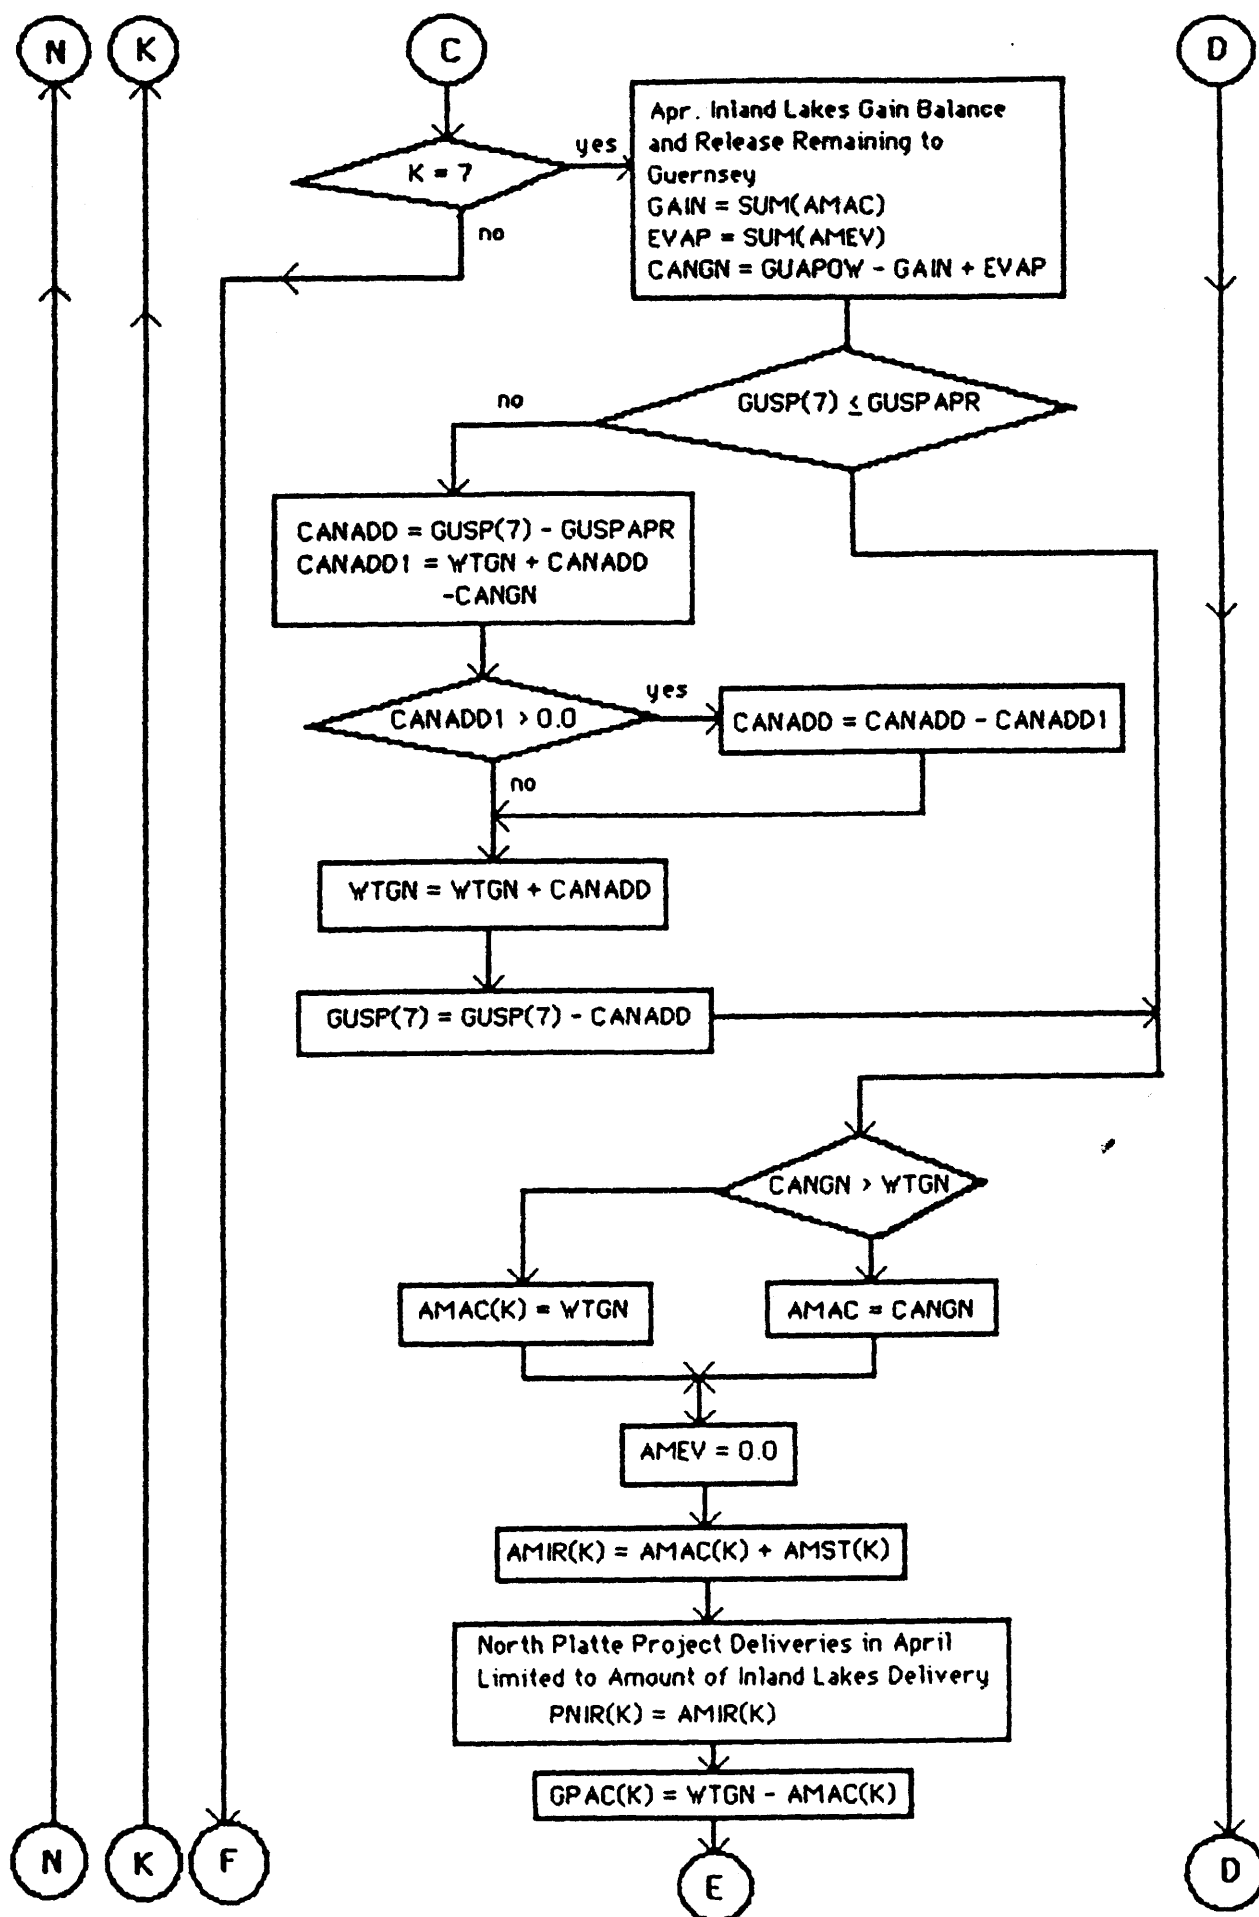 N
K
C
D
K = 7
yes
no
Apr. Inland Lakes Gain Balance
and Release Remaining to
Guernsey
GAIN = SUM(AMAC)
EVAP = SUM(AMEV)
CANGN = GUAPOW - GAIN + EVAP
GUSP(7) ≤ GUSPAPR
no
CANADD = GUSP(7) - GUSPAPR
CANADD1 = WTGN + CANADD
-CANGN
CANADD1 > 0.0
yes
CANADD = CANADD - CANADD1
no
WTGN = WTGN + CANADD
GUSP(7) = GUSP(7) - CANADD
CANGN > WTGN
AMAC(K) = WTGN
AMAC = CANGN
AMEV = 0.0
AMIR(K) = AMAC(K) + AMST(K)
North Platte Project Deliveries in April
Limited to Amount of Inland Lakes Delivery
PNIR(K) = AMIR(K)
GPAC(K) = WTGN - AMAC(K)
N
K
F
E
D